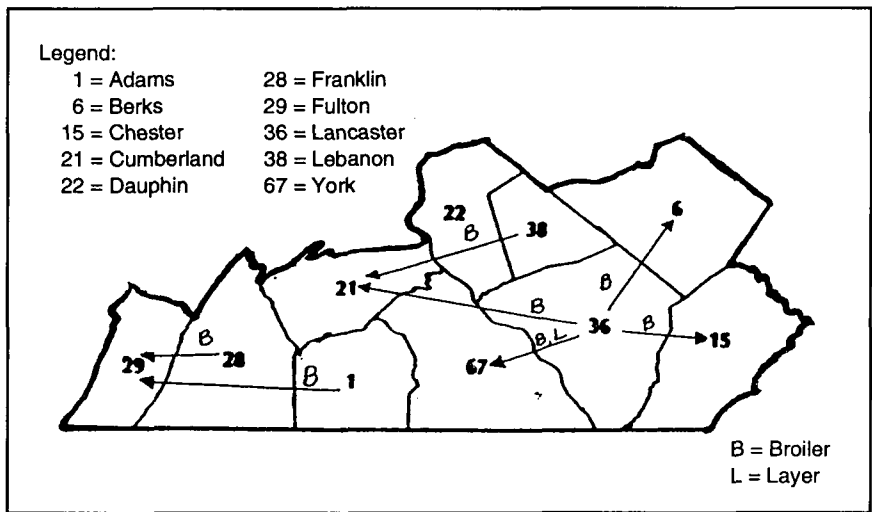 Legend:
1 = Adams 28 = Franklin
6 = Berks 29 = Fulton
15 = Chester 36 = Lancaster
21 = Cumberland 38 = Lebanon
22 = Dauphin 67 = York
22
6
B
38
21
B
B
36
B
15
B, L
67
B
29
28
B
1
B = Broiler
L = Layer